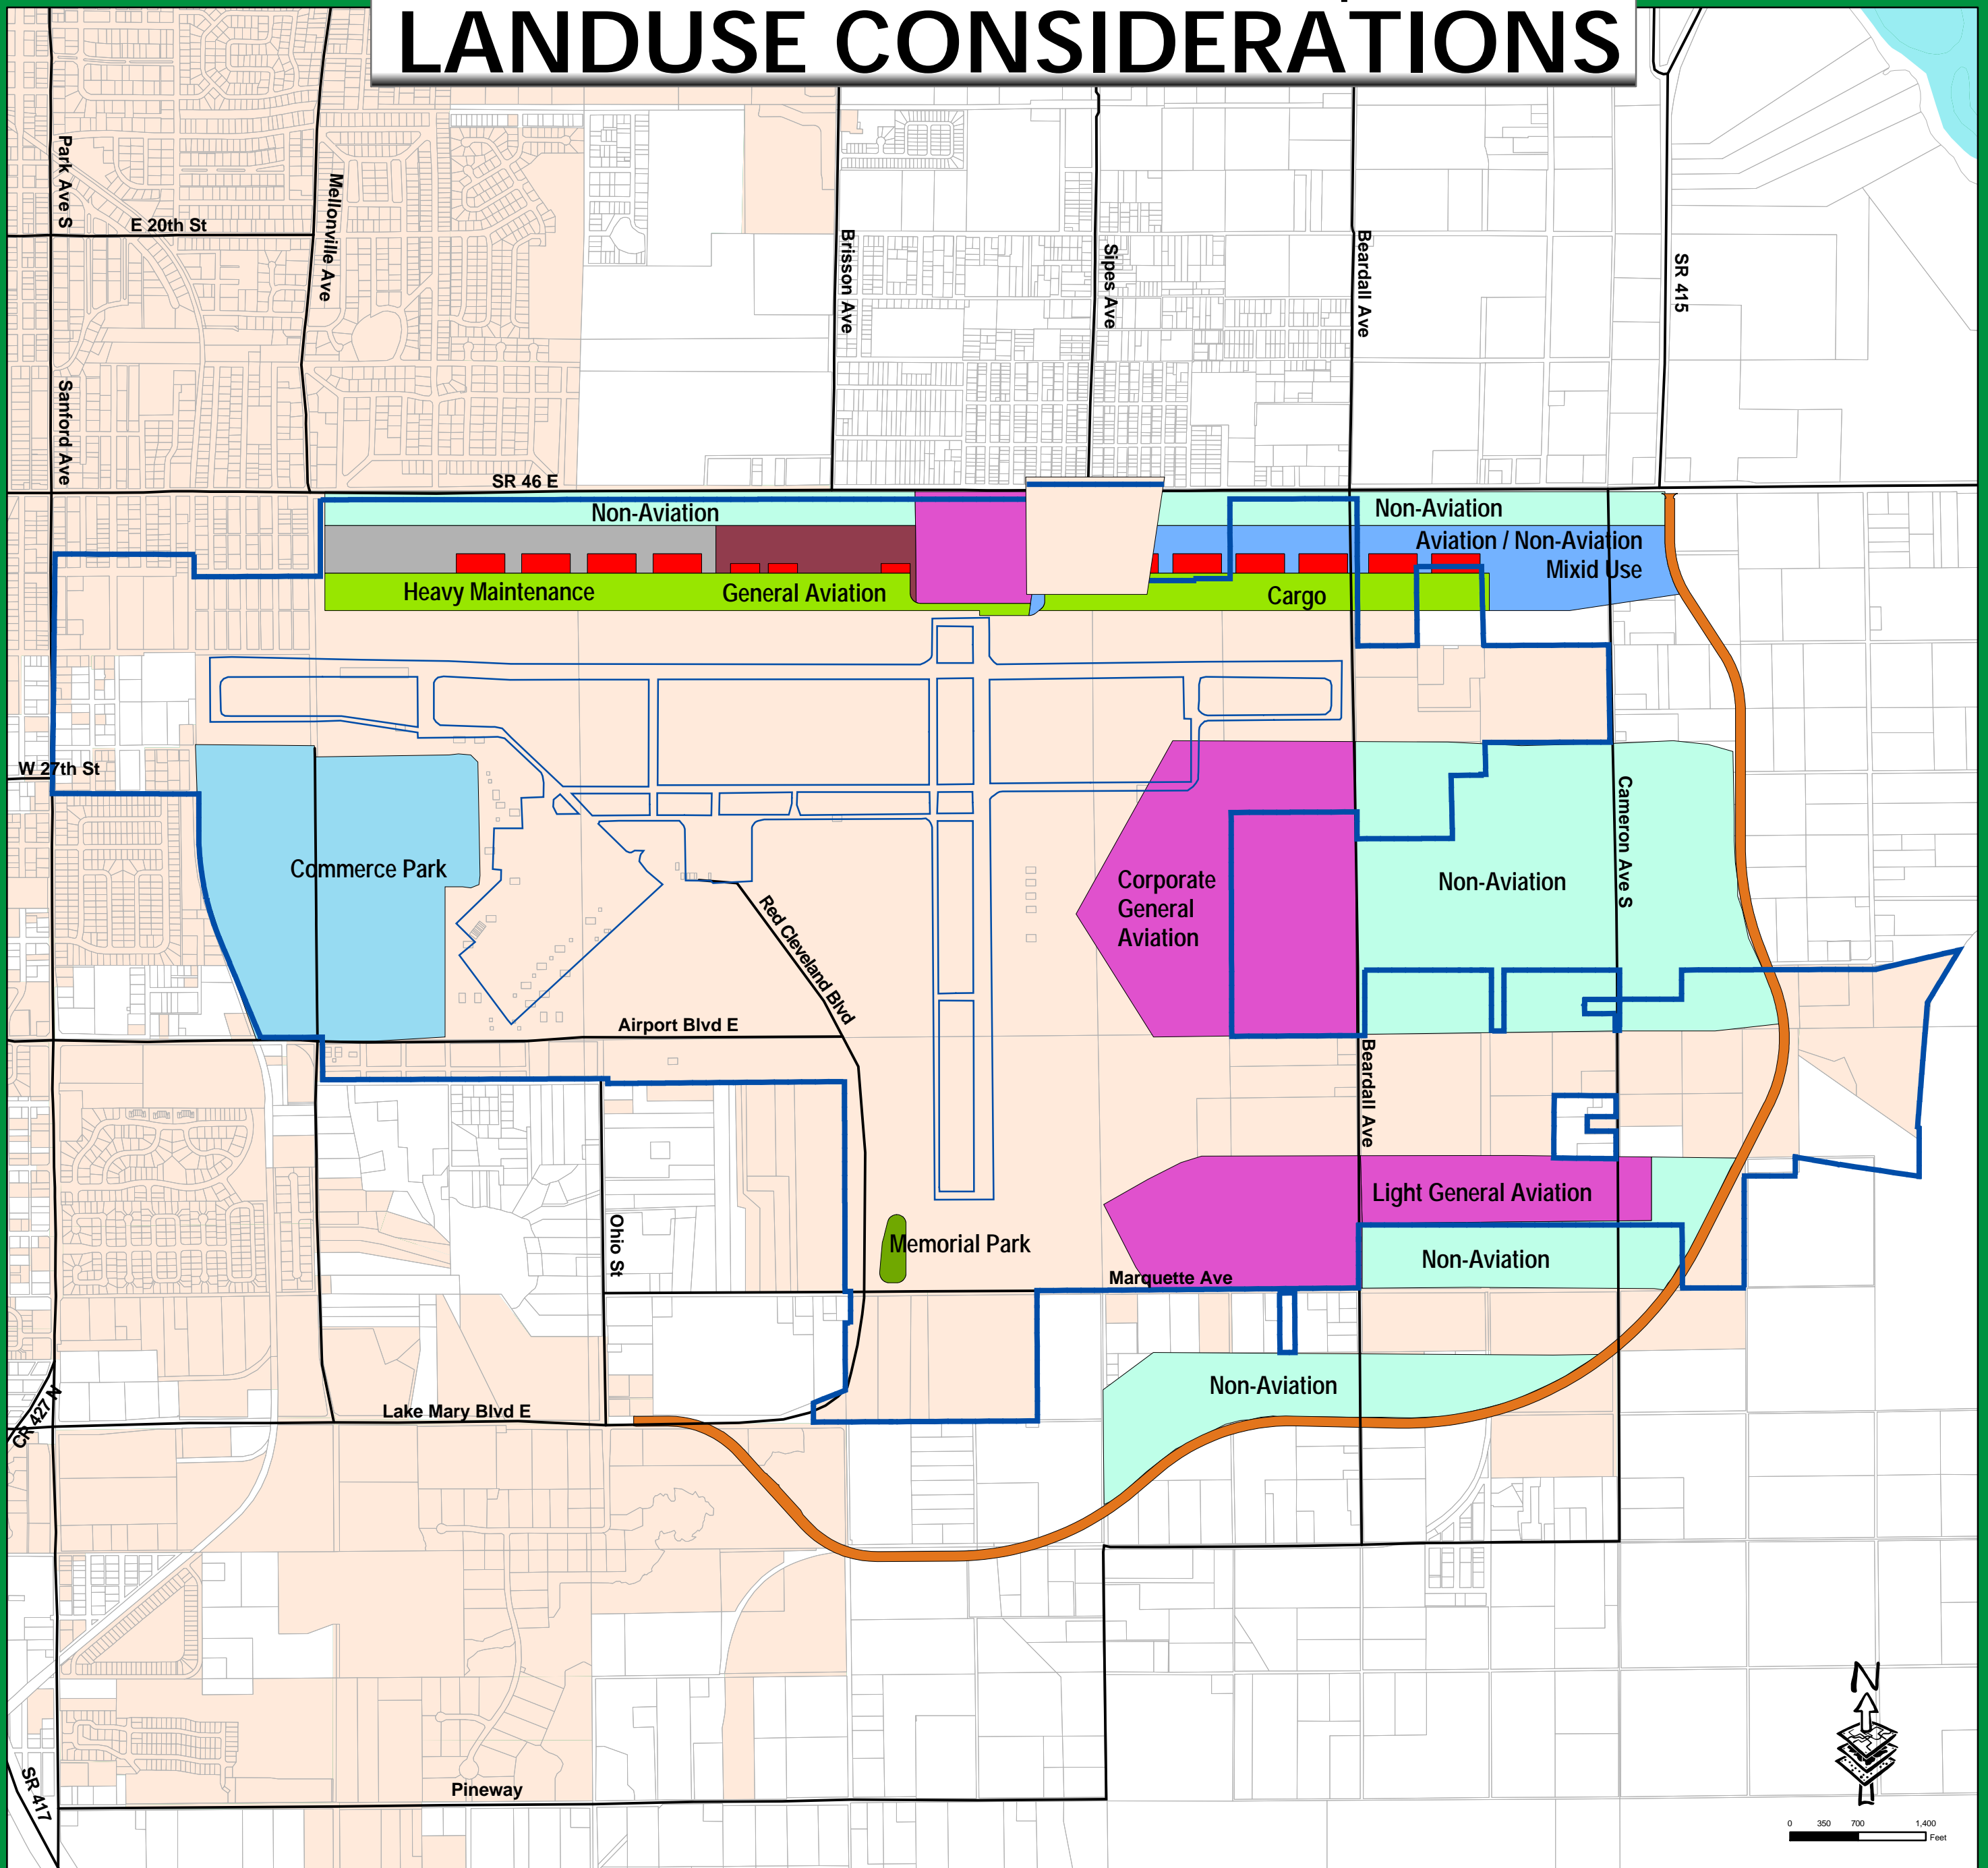 LANDUSE CONSIDERATIONS
Park Ave S
Mellonville Ave
E 20th St
Brisson Ave
Sipes Ave
Beardall Ave
SR 415
Sanford Ave
SR 46 E
Non-Aviation
Non-Aviation
Aviation / Non-Aviation
Mixid Use
Heavy Maintenance
General Aviation
Cargo
W 27th St
Cameron Ave S
Commerce Park
Corporate
General
Aviation
Non-Aviation
Red Cleveland Blvd
Airport Blvd E
Beardall Ave
Light General Aviation
Ohio St
Memorial Park
Non-Aviation
Marquette Ave
Non-Aviation
CR 427 N
Lake Mary Blvd E
N
SR 417
Pineway
0 350 700 1,400
Feet